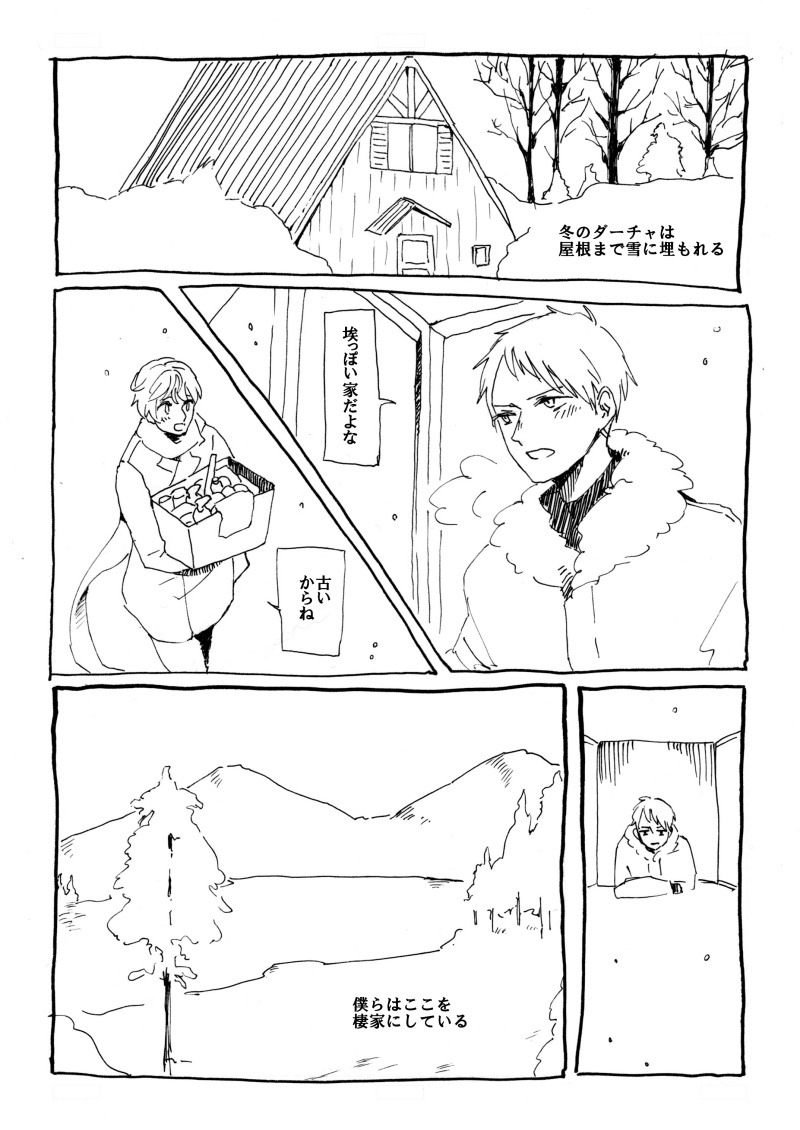 冬のダーチャは
屋根まで雪に埋もれる
埃っぽい家だよな
古い
からね
僕らはここを
棲家にしている